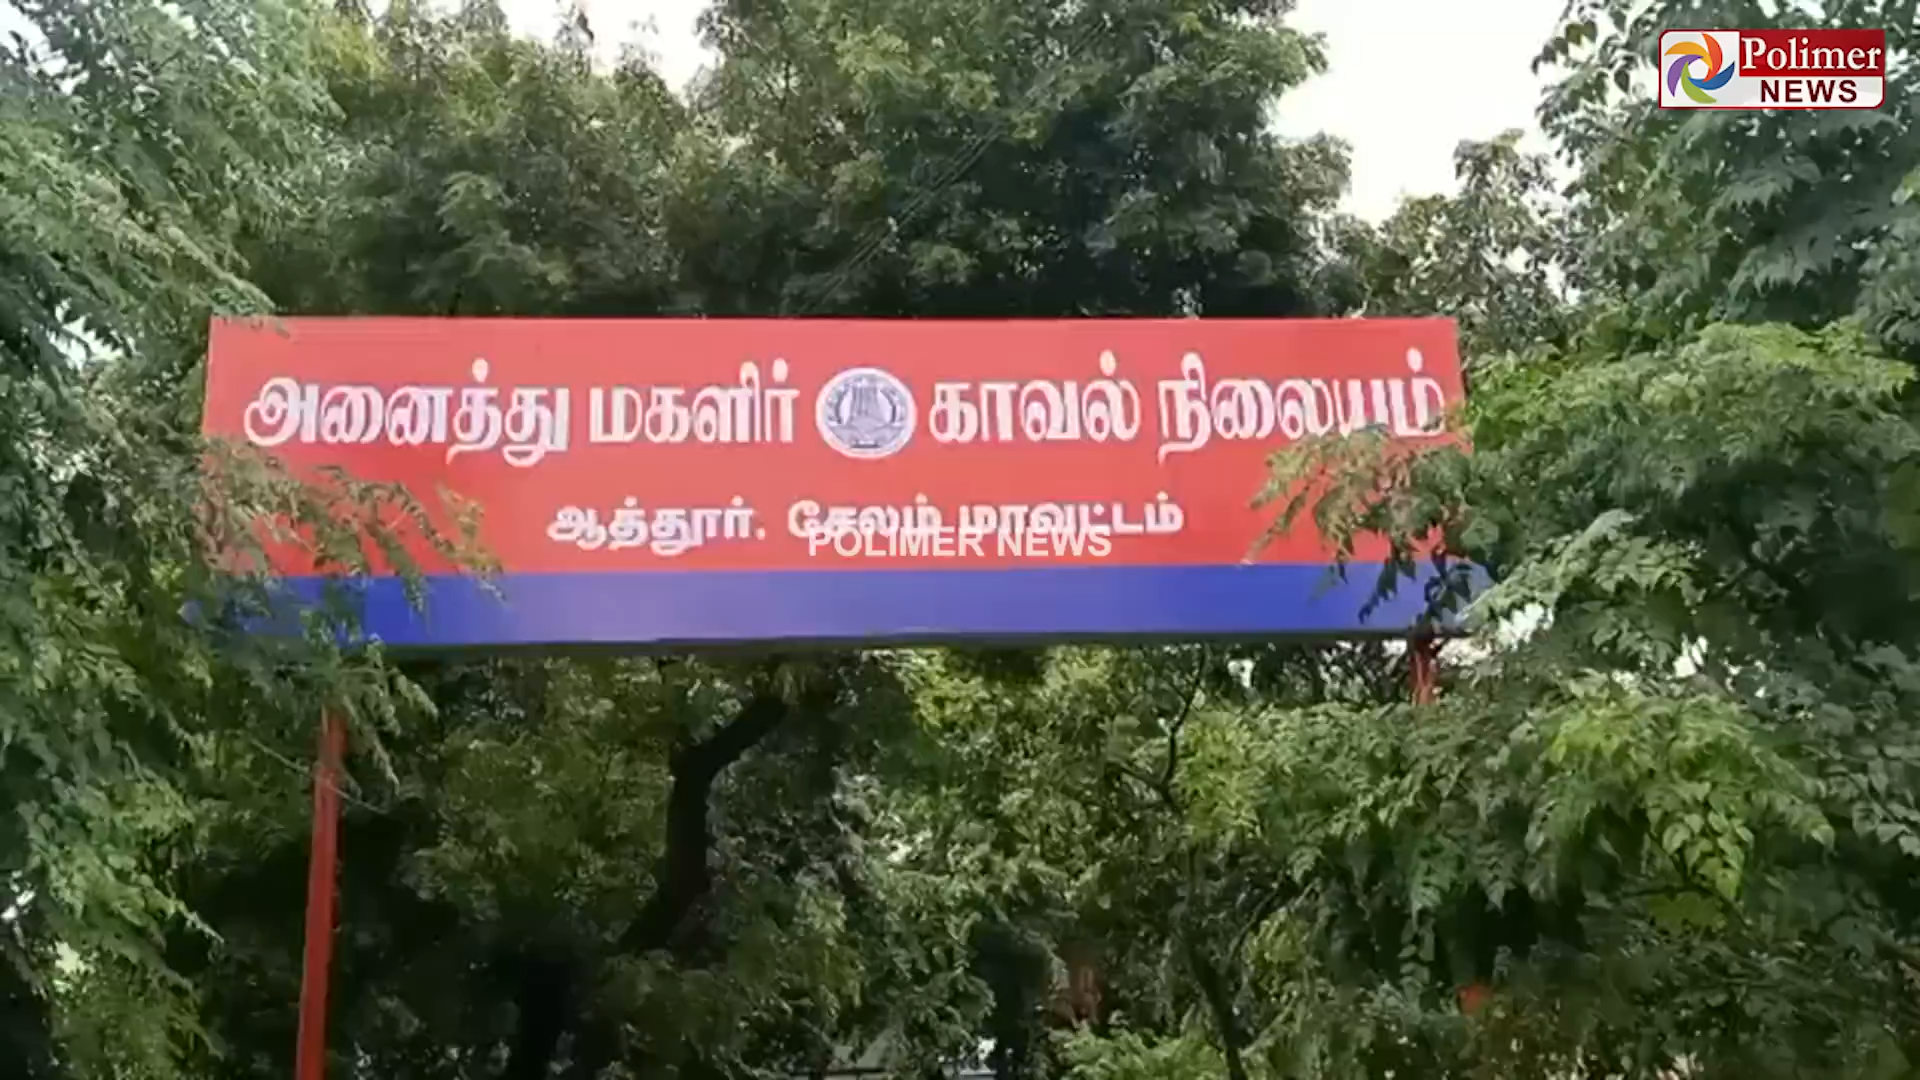 Polimer
NEWS
அனைத்து மகளிர் காவல் நிலையம்
ஆத்தூர். சேலம் மாவட்டம்
POLIMER NEWS